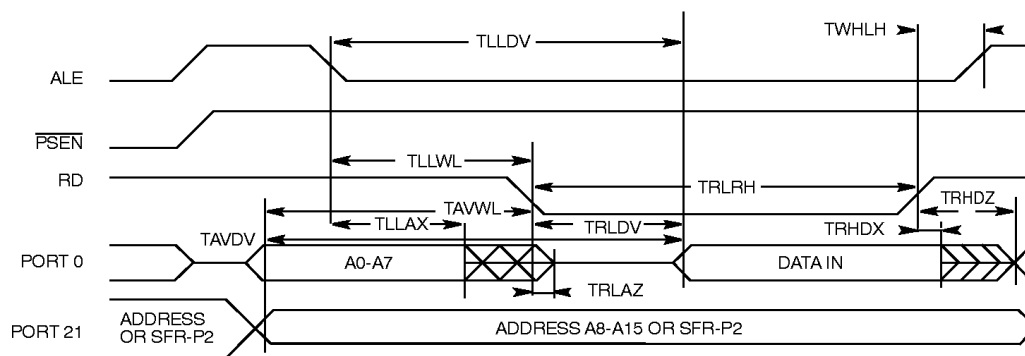 TLLDV
TWHLH
ALE
PSEN
TLLWL
RD
TRLRH
TAVWL
TRHDZ
TLLAX
TRLDV
TRHDX
TAVDV
PORT 0
A0-A7
DATA IN
TRLAZ
PORT 21
ADDRESS
OR SFR-P2
ADDRESS A8-A15 OR SFR-P2